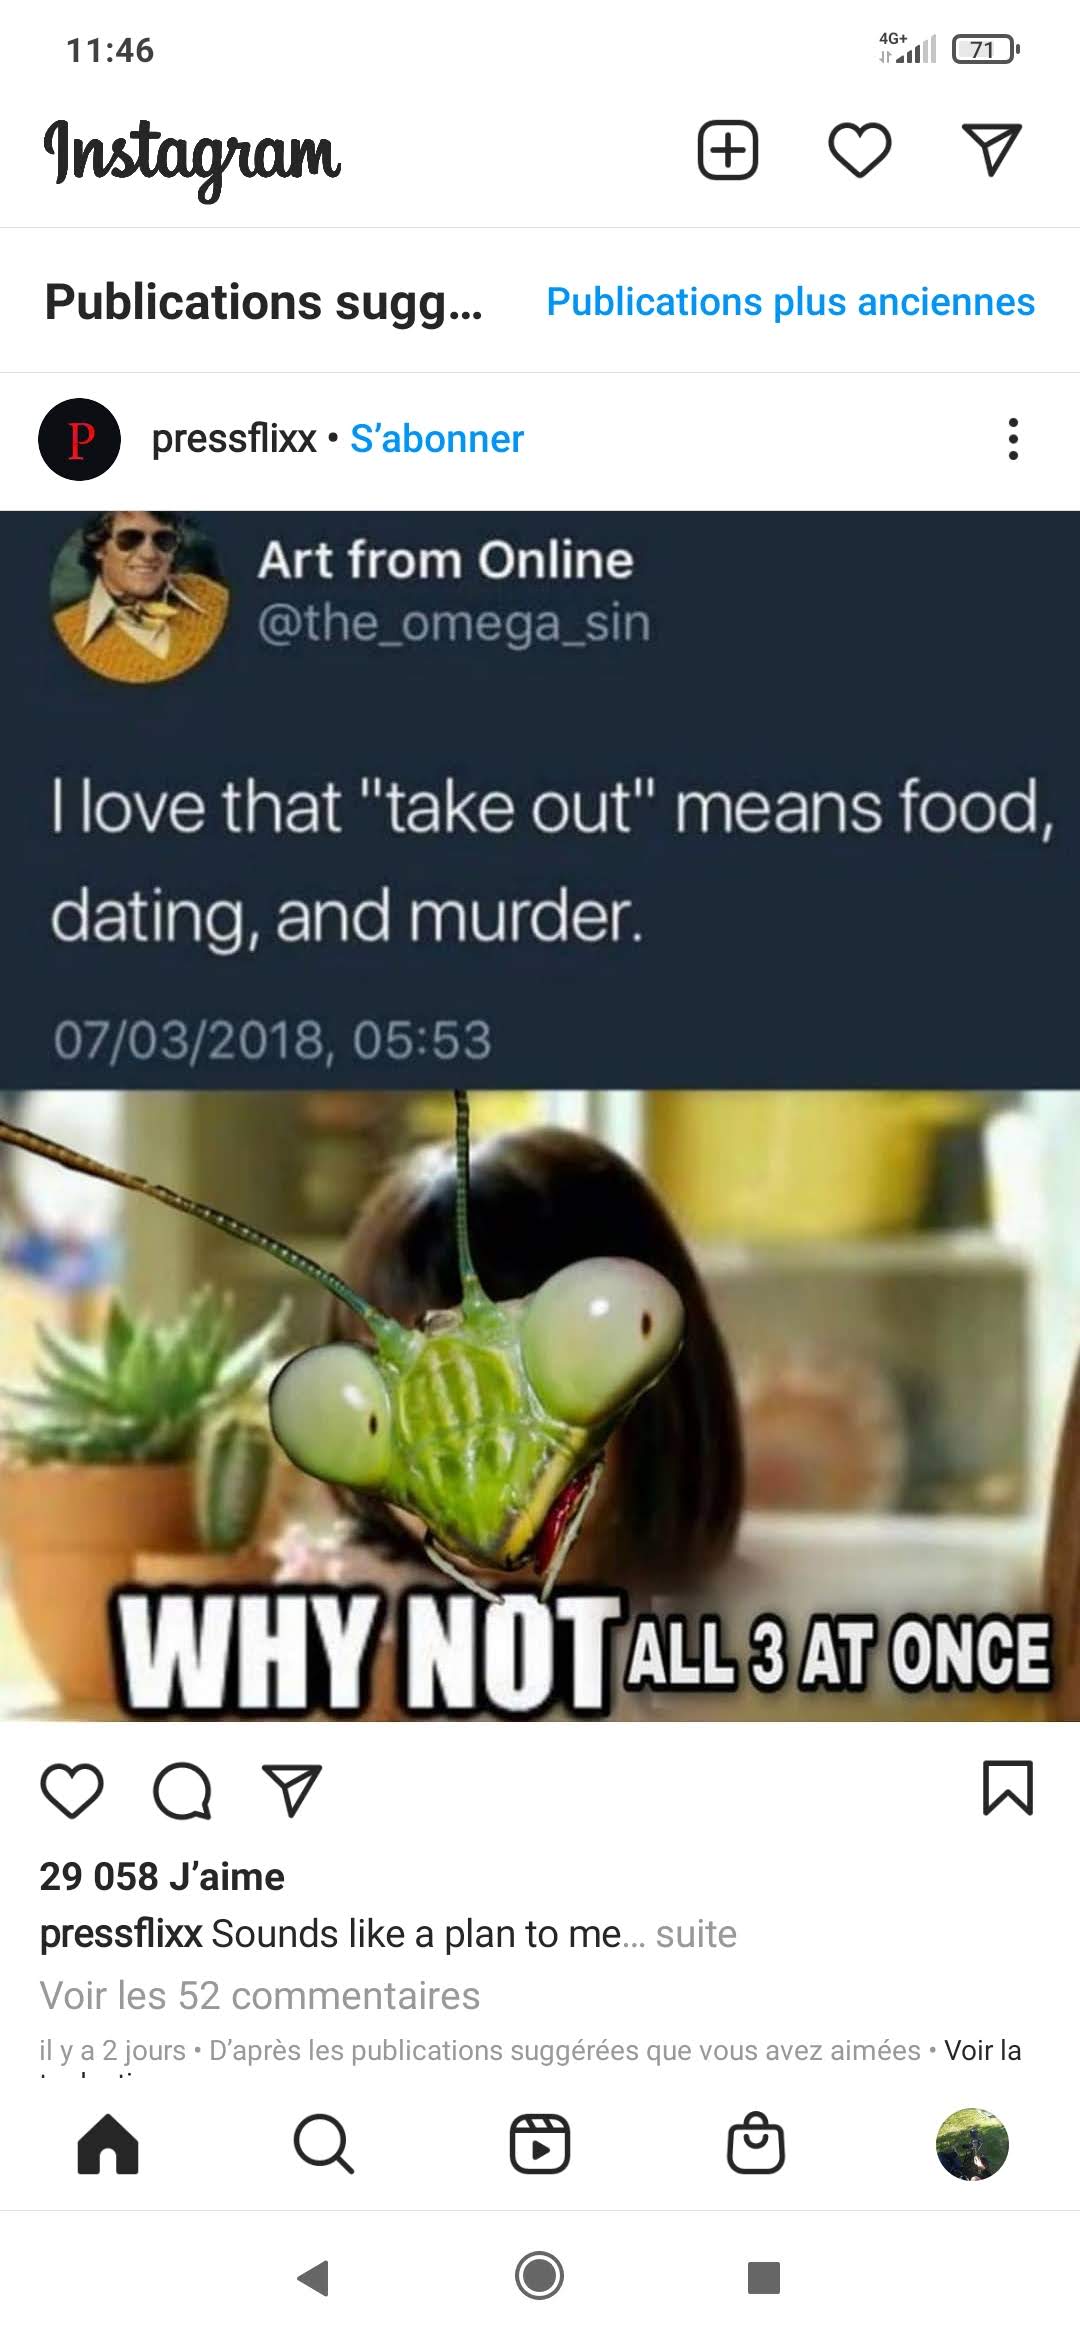 11:46
4G+
71
Instagram
Publications sugg...
Publications plus anciennes
P
pressflixx • S'abonner
Art from Online
@the_omega_sin
I love that "take out" means food,
dating, and murder.
07/03/2018, 05:53
WHY NOT ALL 3 AT ONCE
29 058 J'aime
pressflixx Sounds like a plan to me... suite
Voir les 52 commentaires
il y a 2 jours • D'après les publications suggérées que vous avez aimées • Voir la